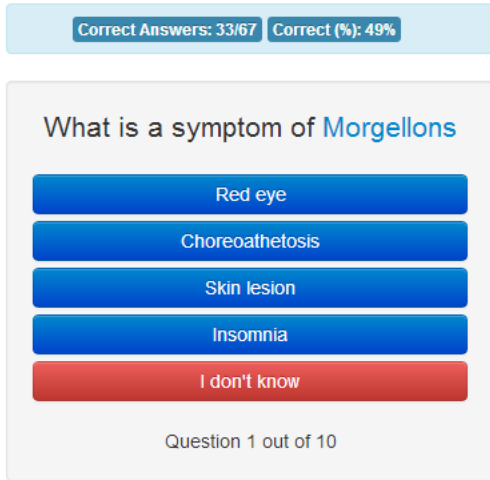 Correct Answers: 33/67 Correct (%): 49%
What is a symptom of Morgellons
Red eye
Choreoathetosis
Skin lesion
Insomnia
I don't know
Question 1 out of 10